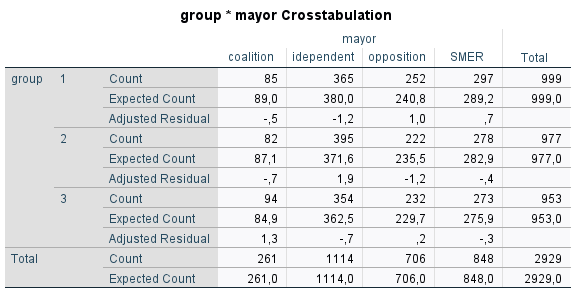 group * mayor Crosstabulation
mayor
coalition idependent opposition SMER Total
group 1 Count 85 365 252 297 999
Expected Count 89,0 380,0 240,8 289,2 999,0
Adjusted Residual -,5 -1,2 1,0 ,7
2 Count 82 395 222 278 977
Expected Count 87,1 371,6 235,5 282,9 977,0
Adjusted Residual -,7 1,9 -1,2 -,4
3 Count 94 354 232 273 953
Expected Count 84,9 362,5 229,7 275,9 953,0
Adjusted Residual 1,3 -,7 ,2 -,3
Total Count 261 1114 706 848 2929
Expected Count 261,0 1114,0 706,0 848,0 2929,0